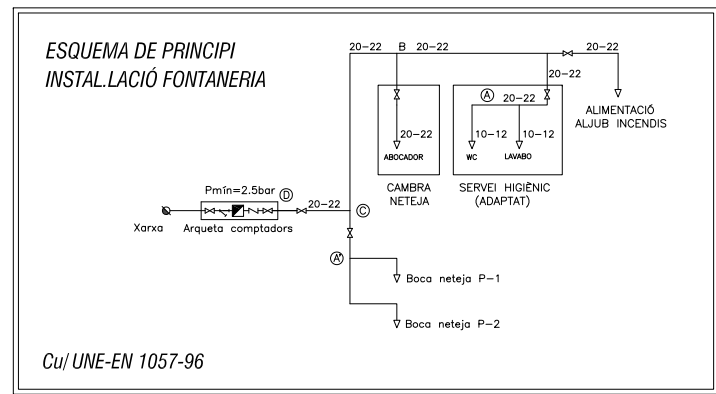 ESQUEMA DE PRINCIPI
INSTAL.LACIÓ FONTANERIA
20-22 B 20-22 20-22
20-22
A 20-22
20-22 10-12 10-12
ABOCADOR WC LAVABO
ALIMENTACIÓ
ALJUB INCENDIS
CAMBRA
NETEJA
SERVEI HIGIÈNIC
(ADAPTAT)
Pmín=2.5bar D 20-22 C
Xarxa Arqueta comptadors
A'
Boca neteja P-1
Boca neteja P-2
Cu/ UNE-EN 1057-96